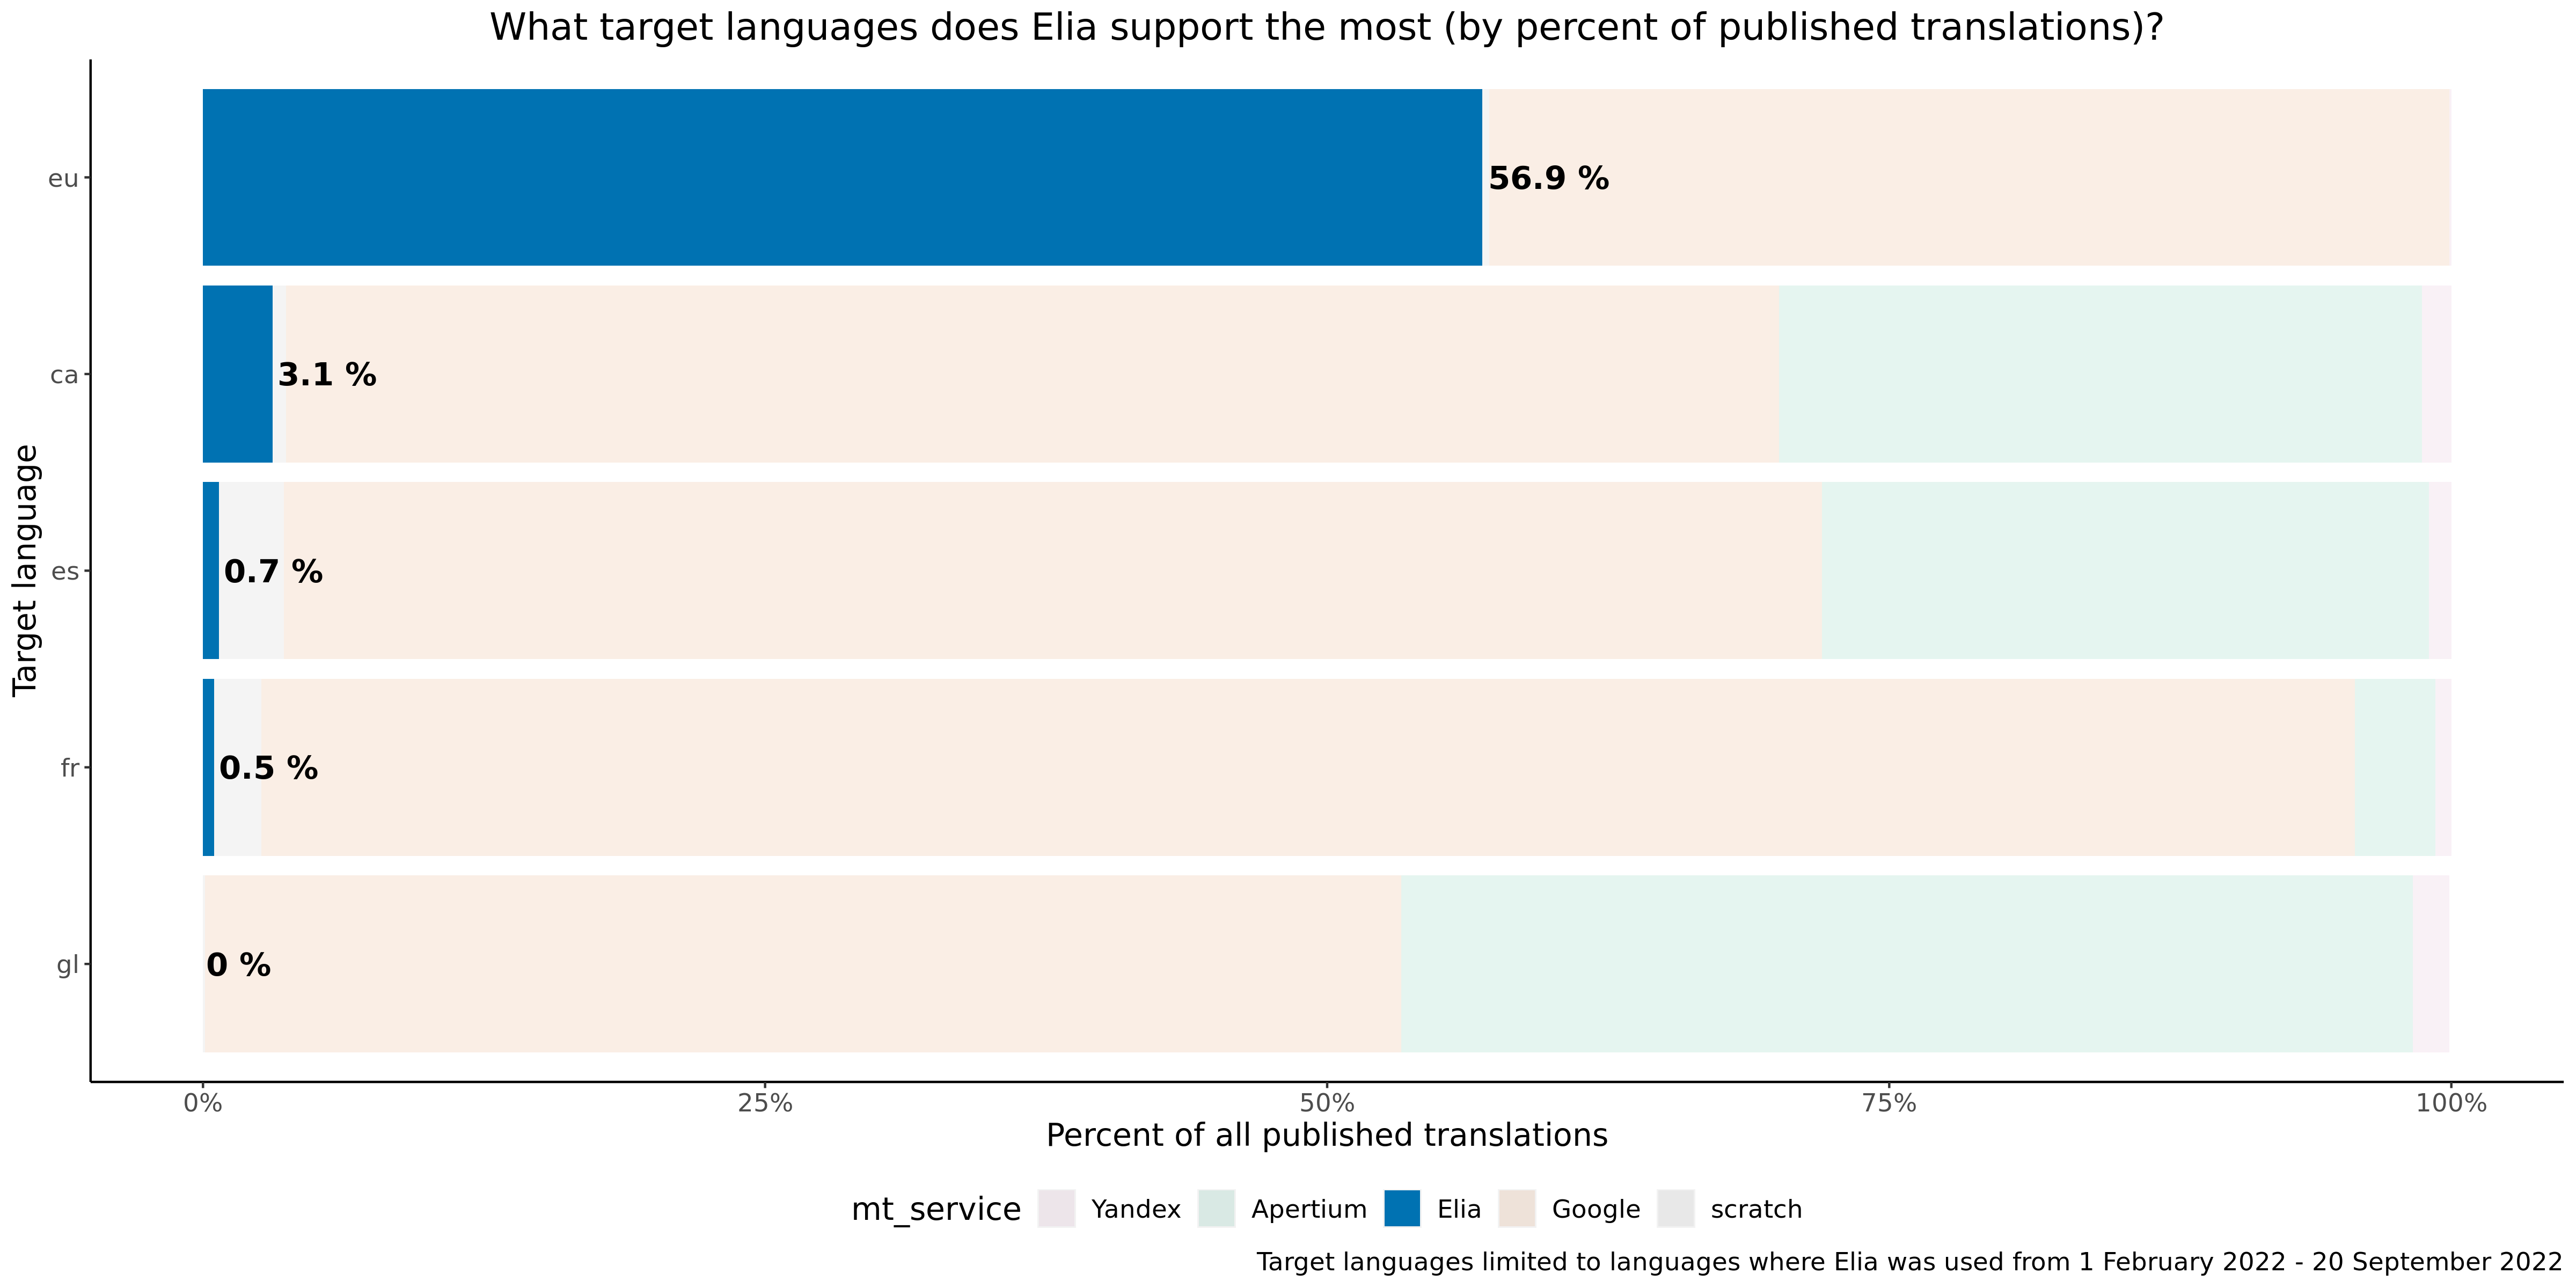 What target languages does Elia support the most (by percent of published translations)?
Target language
eu
56.9 %
ca
3.1 %
es
0.7 %
fr
0.5 %
gl
0 %
0%
25%
50%
75%
100%
Percent of all published translations
mt_service
Yandex
Apertium
Elia
Google
scratch
Target languages limited to languages where Elia was used from 1 February 2022 - 20 September 2022